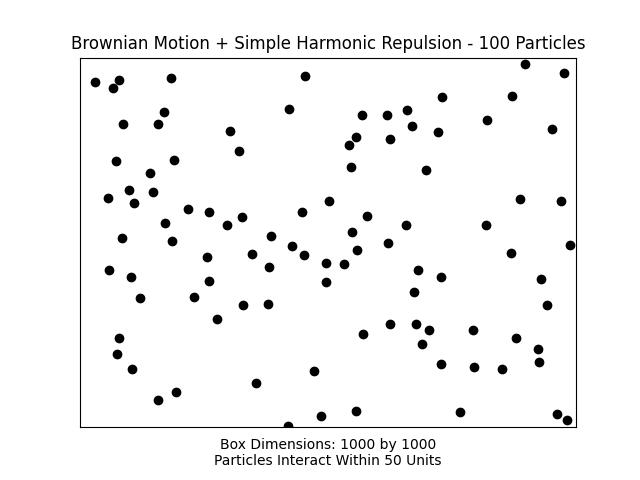 Brownian Motion + Simple Harmonic Repulsion - 100 Particles
Box Dimensions: 1000 by 1000
Particles Interact Within 50 Units